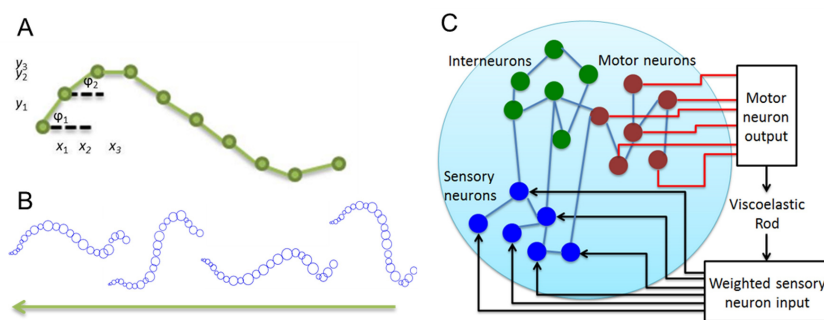 A
y3
y2
y1
φ2
φ1
x1 x2 x3
B
C
Interneurons
Motor neurons
Sensory
neurons
Motor
neuron
output
Viscoelastic
Rod
Weighted sensory
neuron input